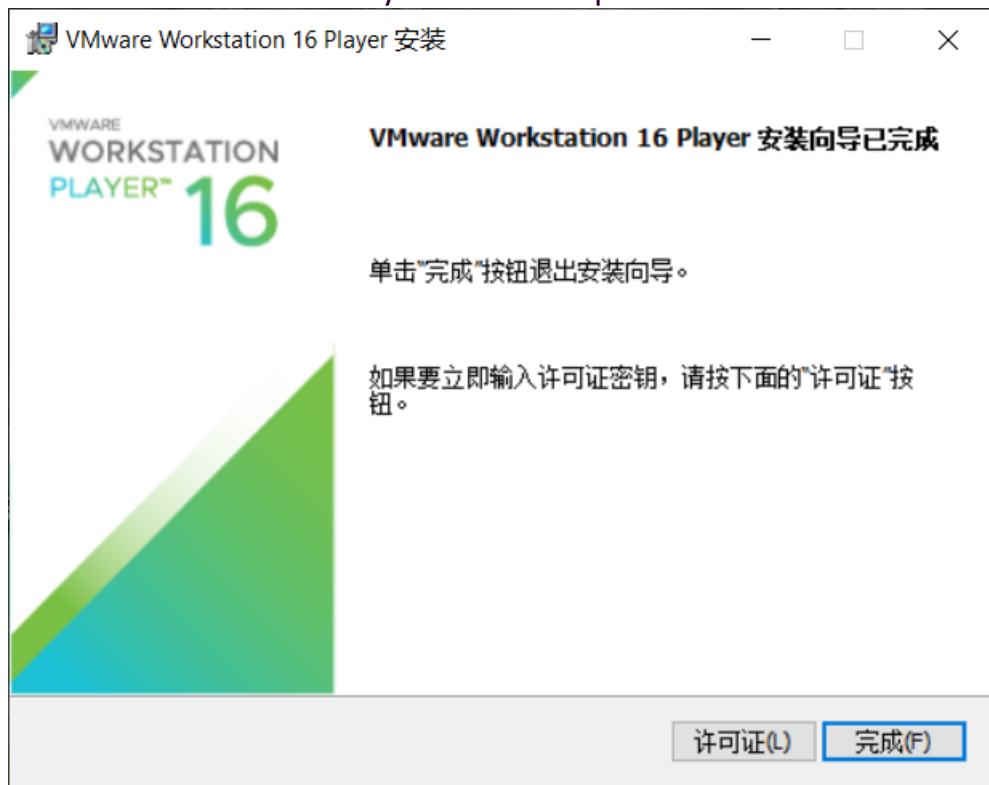 VMware Workstation 16 Player 安装
VMWARE
WORKSTATION
PLAYER™ 16
VMware Workstation 16 Player 安装向导已完成
单击"完成"按钮退出安装向导。
如果要立即输入许可证密钥，请按下面的"许可证"按
钮。
许可证(L)
完成(F)